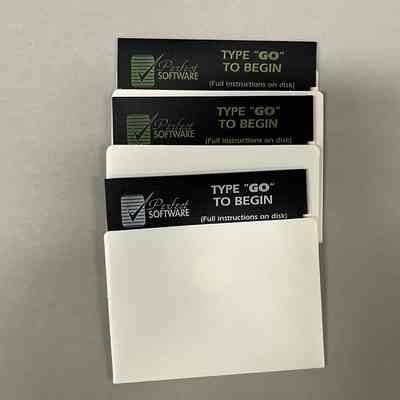 Perfect
SOFTWARE
TYPE "GO"
TO BEGIN
(Full instructions on disk)
Perfect
SOFTWARE
TYPE "GO"
TO BEGIN
(Full instructions on disk)
Perfect
SOFTWARE
TYPE "GO"
TO BEGIN
(Full instructions on disk)